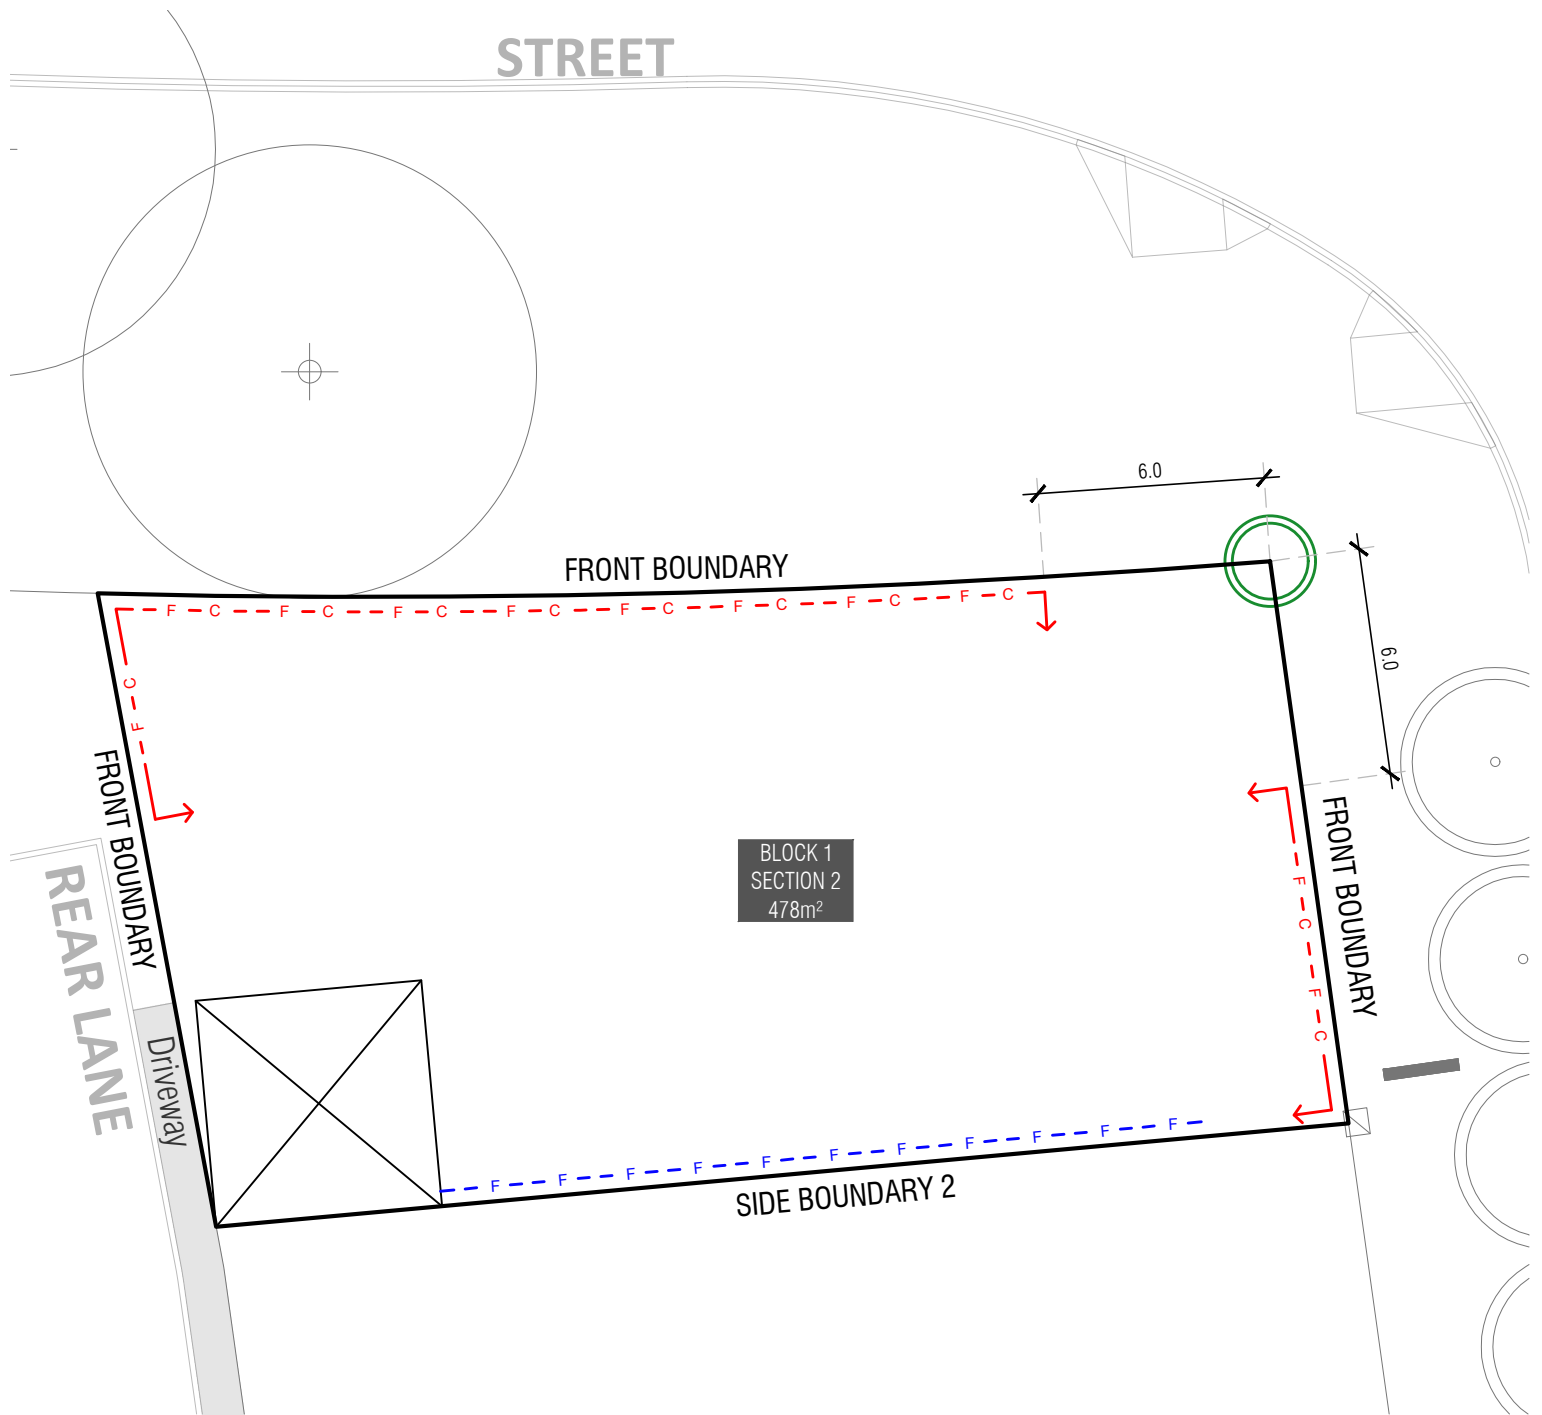 STREET
6.0
FRONT BOUNDARY
F C F C F C F C F C F C F C F C
6.0
C F
FRONT BOUNDARY
BLOCK 1
SECTION 2
478m²
FRONT BOUNDARY
F C F C
REAR LANE
Driveway
F F F F F F F F F F F
SIDE BOUNDARY 2